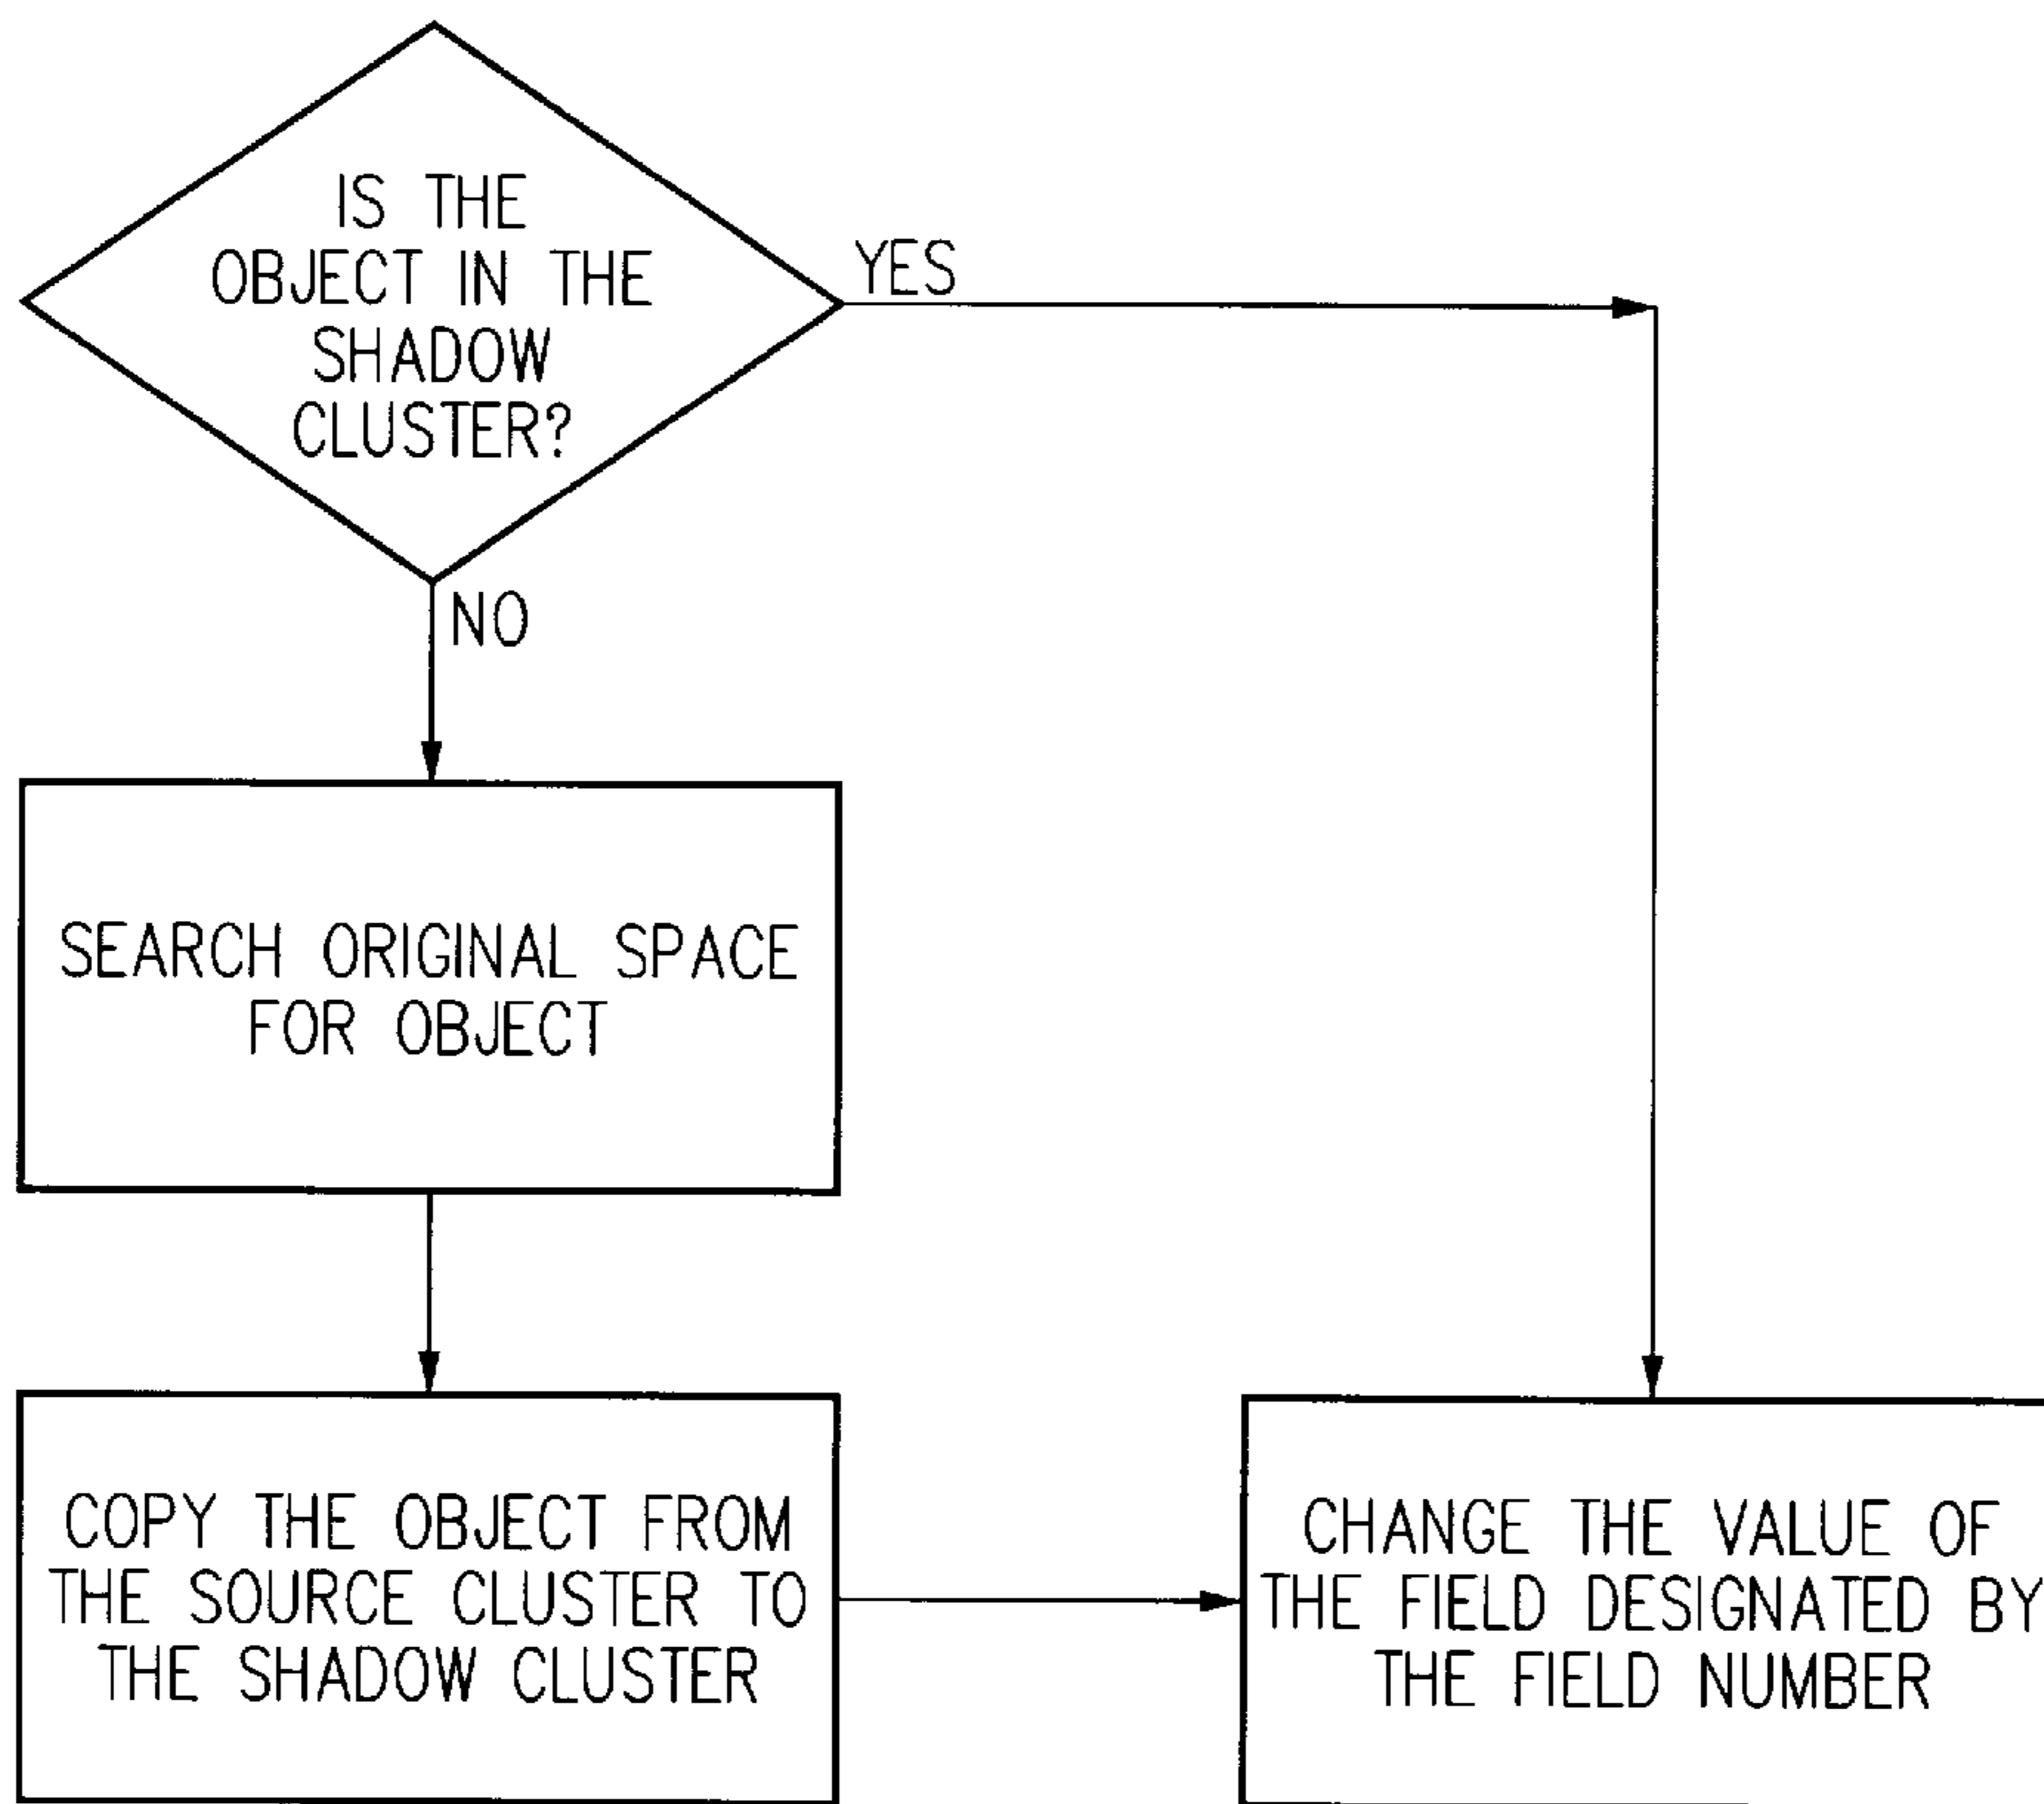 IS THE
OBJECT IN THE
SHADOW
CLUSTER?
YES
NO
SEARCH ORIGINAL SPACE
FOR OBJECT
COPY THE OBJECT FROM
THE SOURCE CLUSTER TO
THE SHADOW CLUSTER
CHANGE THE VALUE OF
THE FIELD DESIGNATED BY
THE FIELD NUMBER